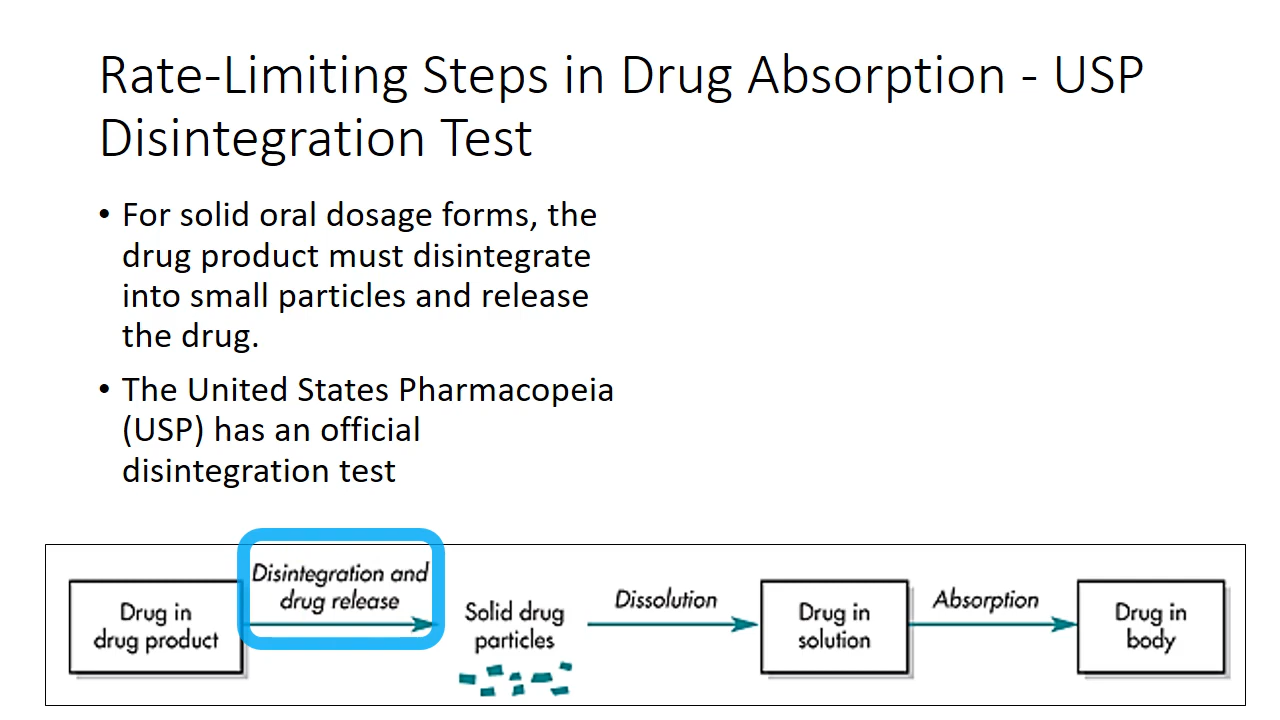 Rate-Limiting Steps in Drug Absorption - USP
Disintegration Test
• For solid oral dosage forms, the
drug product must disintegrate
into small particles and release
the drug.
• The United States Pharmacopeia
(USP) has an official
disintegration test
Drug in
drug product
Disintegration and
drug release
Solid drug
particles
Dissolution
Drug in
solution
Absorption
Drug in
body